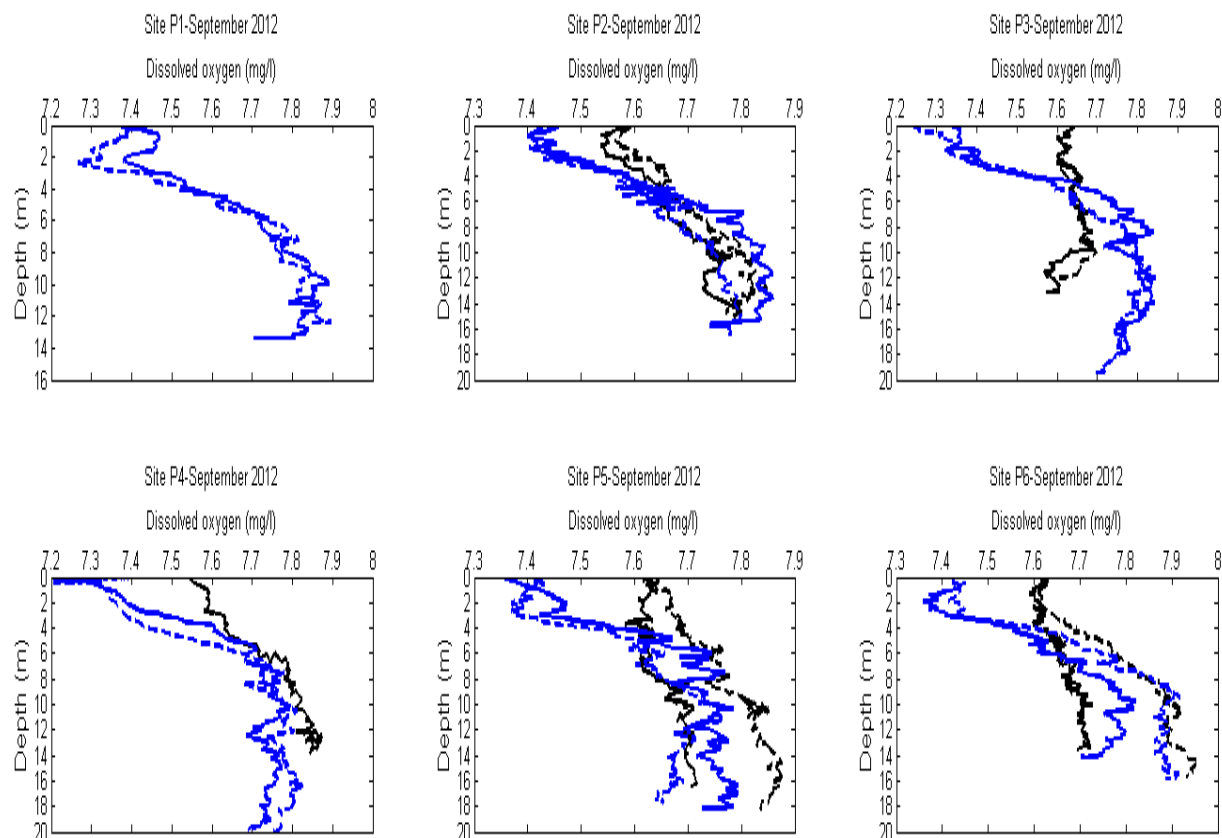 Site P1-September 2012
Dissolved oxygen (mg/l)
7.2 7.3 7.4 7.5 7.6 7.7 7.8 7.9 8
0
2
4
6
8
10
12
14
16
Depth (m)
Site P2-September 2012
Dissolved oxygen (mg/l)
7.3 7.4 7.5 7.6 7.7 7.8 7.9
0
2
4
6
8
10
12
14
16
18
20
Depth (m)
Site P3-September 2012
Dissolved oxygen (mg/l)
7.2 7.3 7.4 7.5 7.6 7.7 7.8 7.9 8
0
2
4
6
8
10
12
14
16
18
20
Depth (m)
Site P4-September 2012
Dissolved oxygen (mg/l)
7.2 7.3 7.4 7.5 7.6 7.7 7.8 7.9 8
0
2
4
6
8
10
12
14
16
18
20
Depth (m)
Site P5-September 2012
Dissolved oxygen (mg/l)
7.3 7.4 7.5 7.6 7.7 7.8 7.9
0
2
4
6
8
10
12
14
16
18
20
Depth (m)
Site P6-September 2012
Dissolved oxygen (mg/l)
7.3 7.4 7.5 7.6 7.7 7.8 7.9 8
0
2
4
6
8
10
12
14
16
18
20
Depth (m)